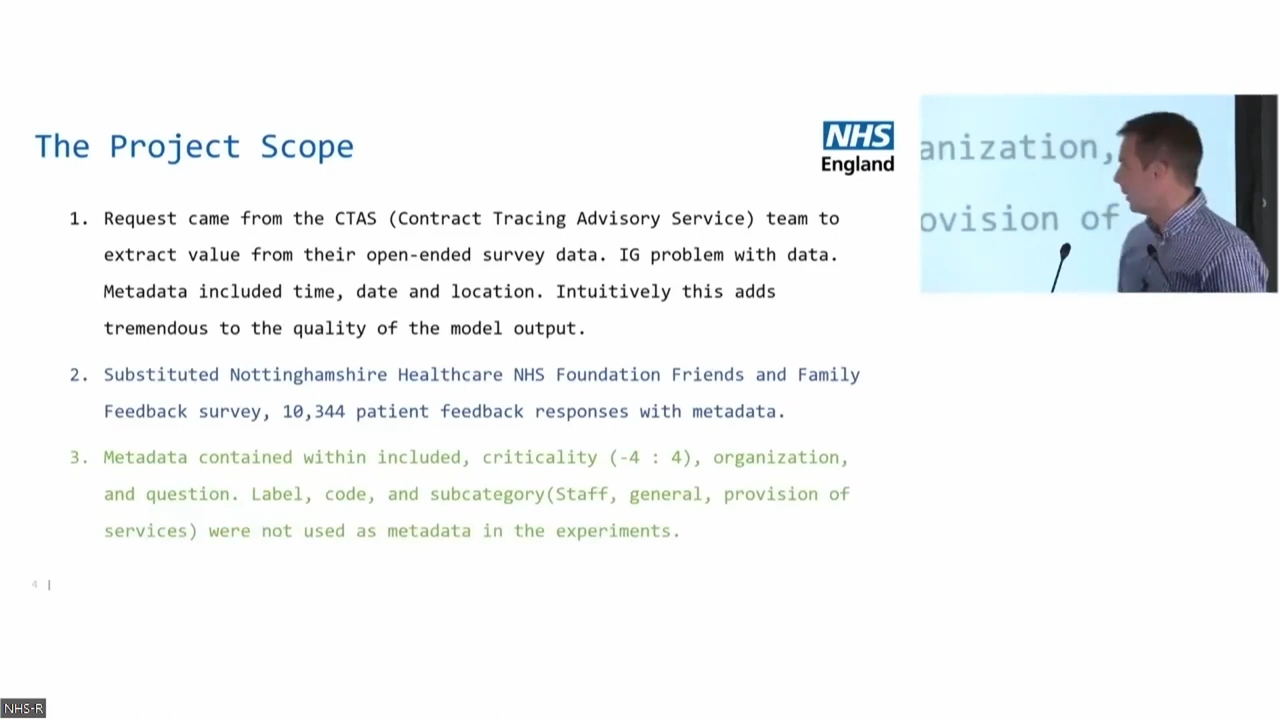 The Project Scope
NHS
England
1. Request came from the CTAS (Contract Tracing Advisory Service) team to
extract value from their open-ended survey data. IG problem with data.
Metadata included time, date and location. Intuitively this adds
tremendous to the quality of the model output.
2. Substituted Nottinghamshire Healthcare NHS Foundation Friends and Family
Feedback survey, 10,344 patient feedback responses with metadata.
3. Metadata contained within included, criticality (-4 : 4), organization,
and question. Label, code, and subcategory(Staff, general, provision of
services) were not used as metadata in the experiments.
4 |
anization,
ovision of
NHS-R